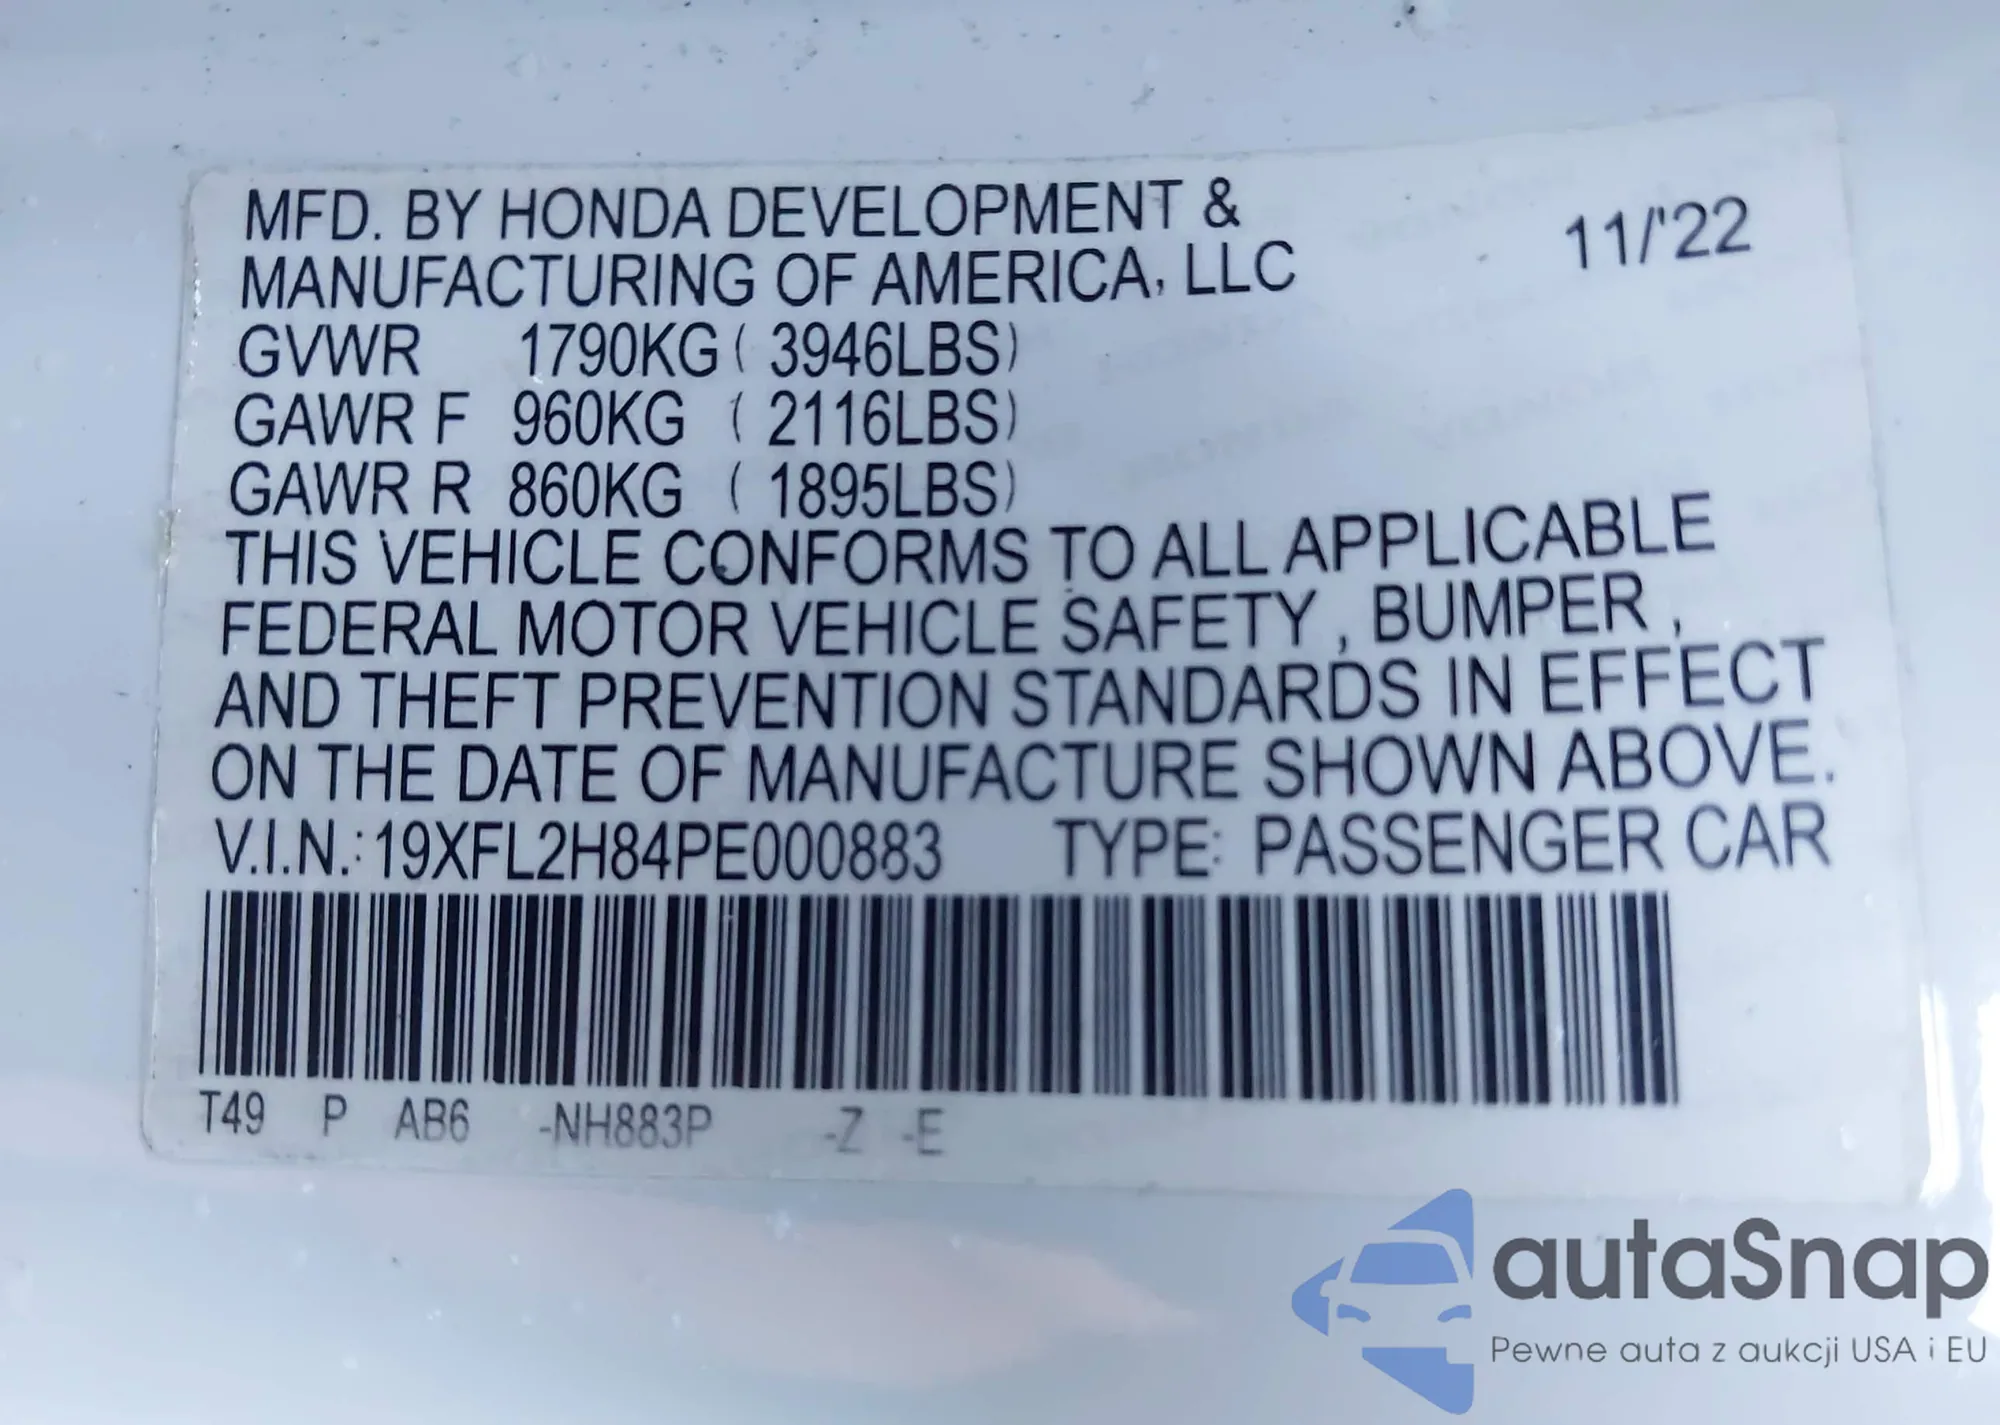 MFD. BY HONDA DEVELOPMENT &
MANUFACTURING OF AMERICA, LLC
11/'22
GVWR 1790KG ( 3946LBS)
GAWR F 960KG ( 2116LBS)
GAWR R 860KG ( 1895LBS)
THIS VEHICLE CONFORMS TO ALL APPLICABLE
FEDERAL MOTOR VEHICLE SAFETY , BUMPER ,
AND THEFT PREVENTION STANDARDS IN EFFECT
ON THE DATE OF MANUFACTURE SHOWN ABOVE.
V.I.N.: 19XFL2H84PE000883 TYPE: PASSENGER CAR
T49 P AB6 -NH883P -Z -E
autaSnap
Pewne auta z aukcji USA i EU